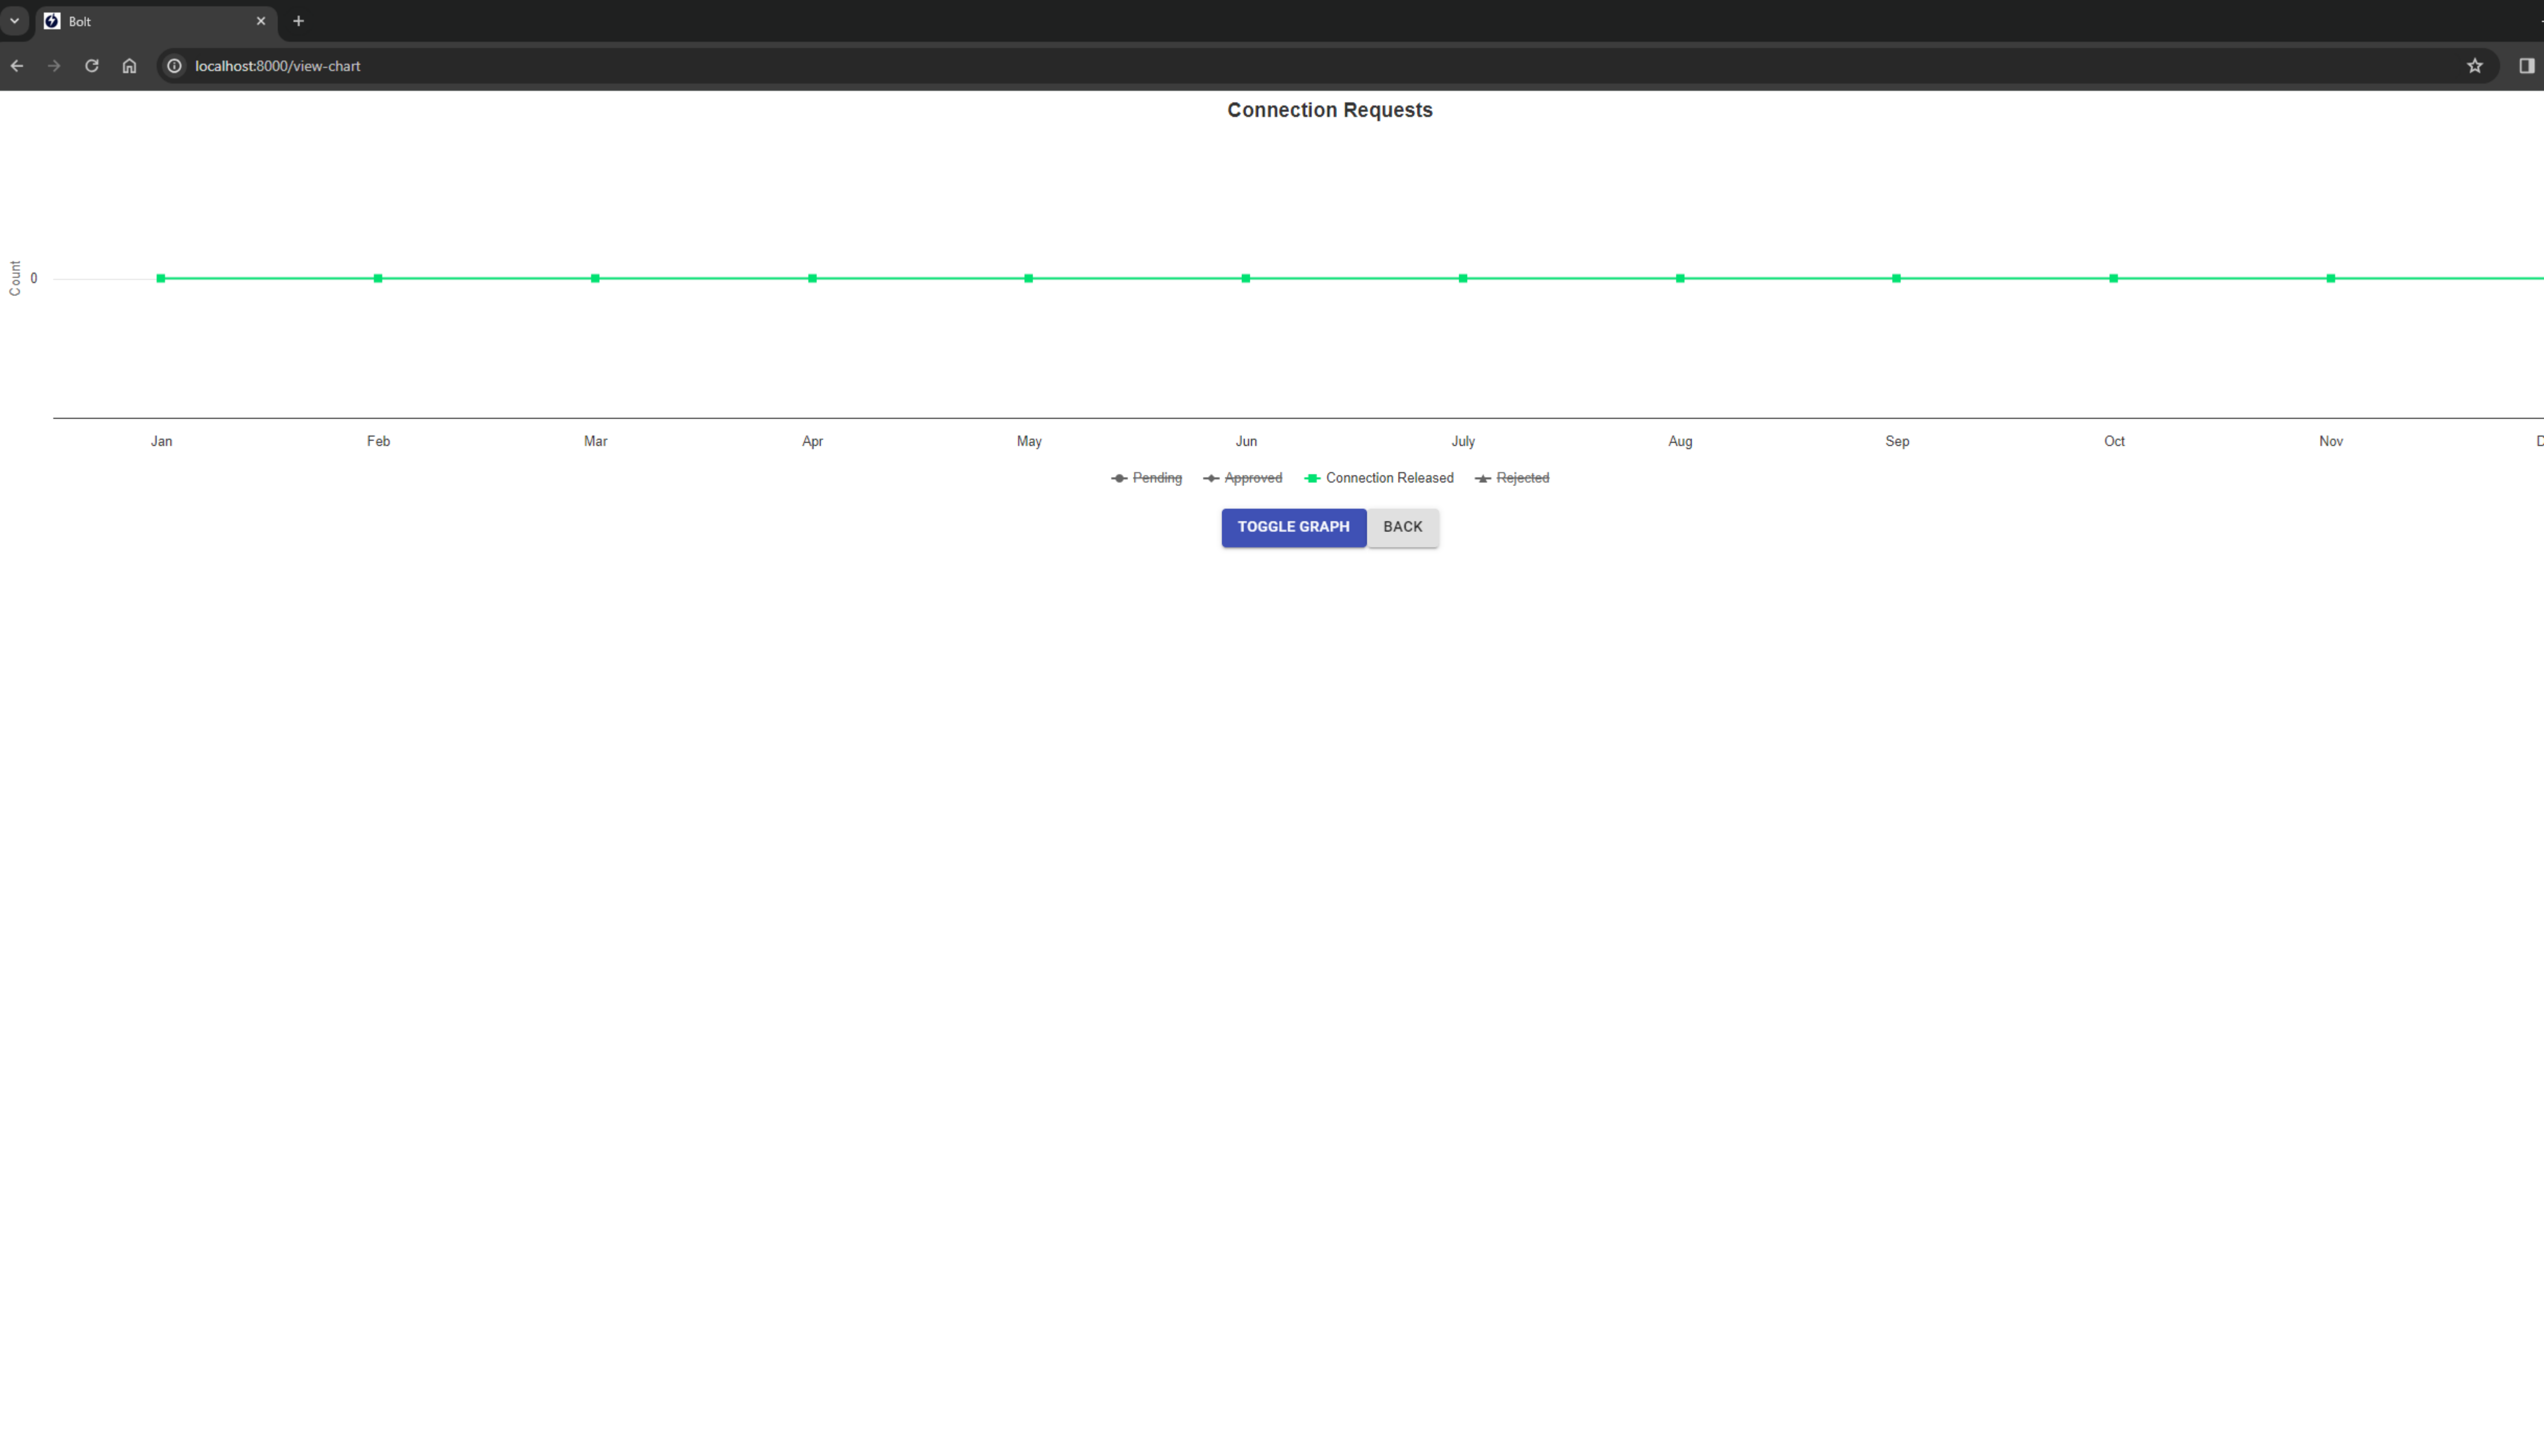 Bolt
localhost:8000/view-chart
Connection Requests
Count
0
Jan Feb Mar Apr May Jun July Aug Sep Oct Nov D
Pending Approved Connection Released Rejected
TOGGLE GRAPH BACK